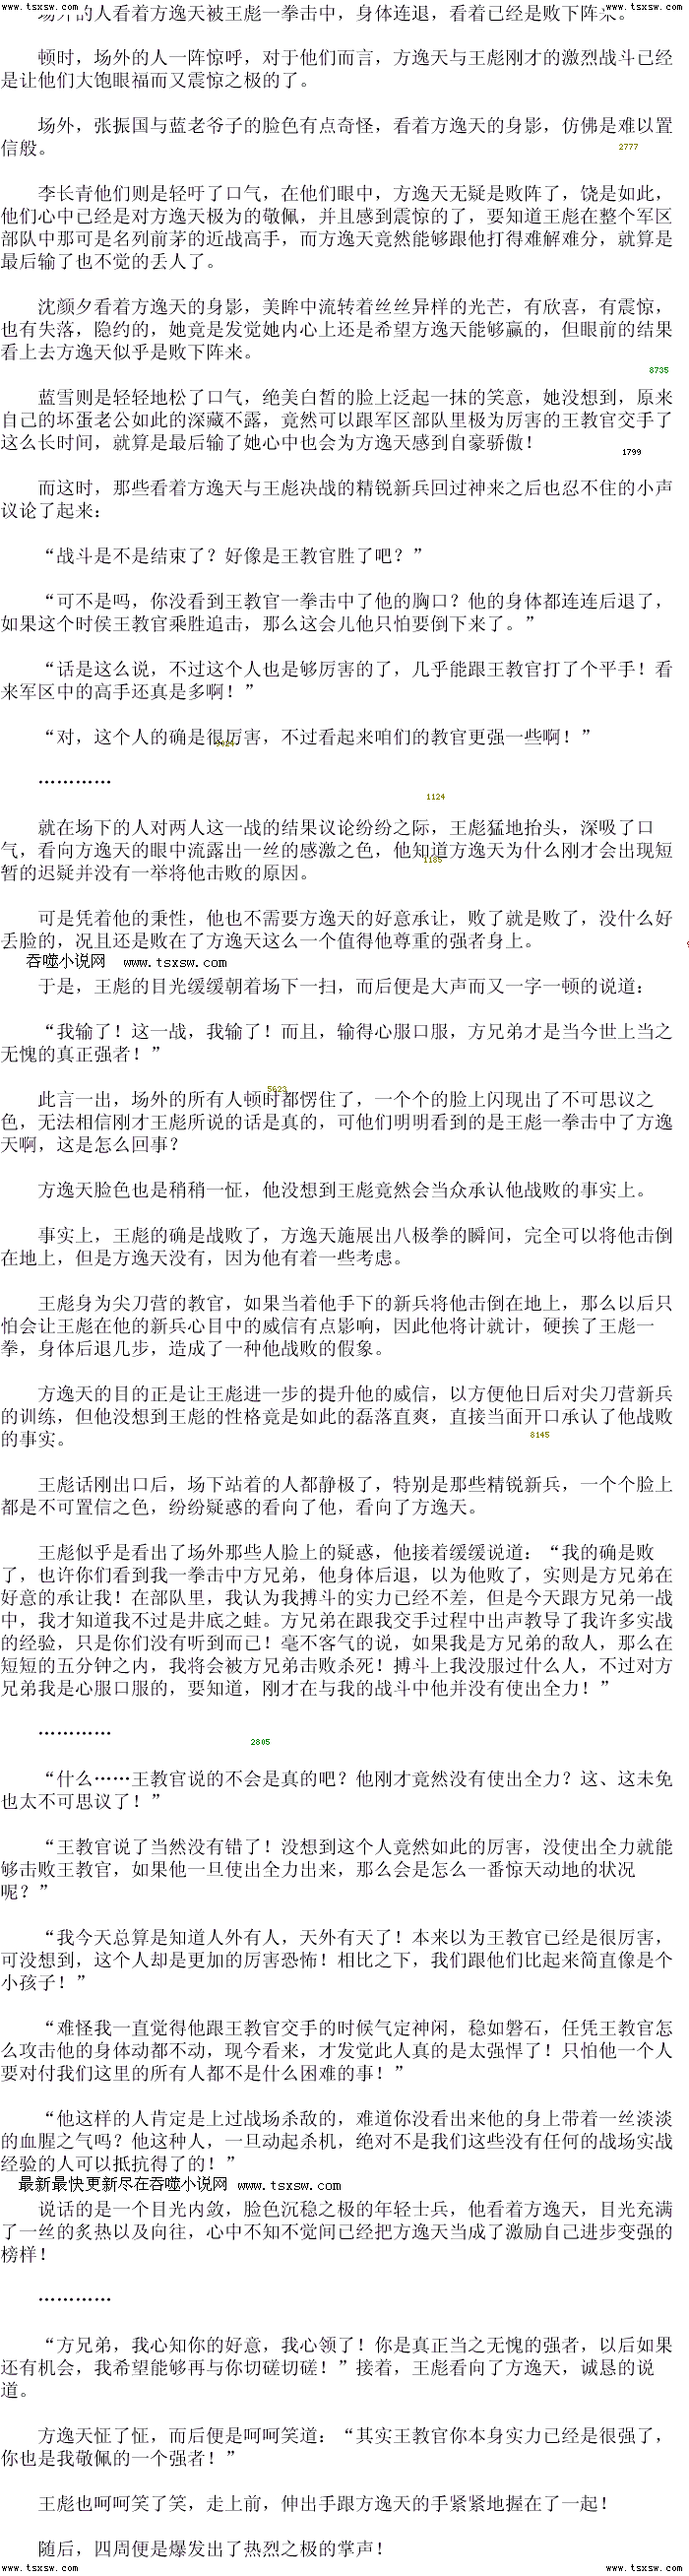 www.tsxsw.com www.tsxsw.com
场外的人看着方逸天被王彪一拳击中，身体连退，看着已经是败下阵来。
顿时，场外的人一阵惊呼，对于他们而言，方逸天与王彪刚才的激烈战斗已经
是让他们大饱眼福而又震惊之极的了。
场外，张振国与蓝老爷子的脸色有点奇怪，看着方逸天的身影，仿佛是难以置
信般。
2777
李长青他们则是轻吁了口气，在他们眼中，方逸天无疑是败阵了，饶是如此，
他们心中已经是对方逸天极为的敬佩，并且感到震惊的了，要知道王彪在整个军区
部队中那可是名列前茅的近战高手，而方逸天竟然能够跟他打得难解难分，就算是
最后输了也不觉的丢人了。
沈颜夕看着方逸天的身影，美眸中流转着丝丝异样的光芒，有欣喜，有震惊，
也有失落，隐约的，她竟是发觉她内心上还是希望方逸天能够赢的，但眼前的结果
看上去方逸天似乎是败下阵来。
8735
蓝雪则是轻轻地松了口气，绝美白皙的脸上泛起一抹的笑意，她没想到，原来
自己的坏蛋老公如此的深藏不露，竟然可以跟军区部队里极为厉害的王教官交手了
这么长时间，就算是最后输了她心中也会为方逸天感到自豪骄傲！
1799
而这时，那些看着方逸天与王彪决战的精锐新兵回过神来之后也忍不住的小声
议论了起来：
“战斗是不是结束了？好像是王教官胜了吧？”
“可不是吗，你没看到王教官一拳击中了他的胸口？他的身体都连连后退了，
如果这个时侯王教官乘胜追击，那么这会儿他只怕要倒下来了。”
“话是这么说，不过这个人也是够厉害的了，几乎能跟王教官打了个平手！看
来军区中的高手还真是多啊！”
“对，这个人的确是很厉害，不过看起来咱们的教官更强一些啊！”
…………
1124
就在场下的人对两人这一战的结果议论纷纷之际，王彪猛地抬头，深吸了口
气，看向方逸天的眼中流露出一丝的感激之色，他知道方逸天为什么刚才会出现短
1185
暂的迟疑并没有一举将他击败的原因。
可是凭着他的秉性，他也不需要方逸天的好意承让，败了就是败了，没什么好
丢脸的，况且还是败在了方逸天这么一个值得他尊重的强者身上。
吞噬小说网 www.tsxsw.com
于是，王彪的目光缓缓朝着场下一扫，而后便是大声而又一字一顿的说道：
“我输了！这一战，我输了！而且，输得心服口服，方兄弟才是当今世上当之
无愧的真正强者！”
5623
此言一出，场外的所有人顿时都愣住了，一个个的脸上闪现出了不可思议之
色，无法相信刚才王彪所说的话是真的，可他们明明看到的是王彪一拳击中了方逸
天啊，这是怎么回事？
方逸天脸色也是稍稍一怔，他没想到王彪竟然会当众承认他战败的事实上。
事实上，王彪的确是战败了，方逸天施展出八极拳的瞬间，完全可以将他击倒
在地上，但是方逸天没有，因为他有着一些考虑。
王彪身为尖刀营的教官，如果当着他手下的新兵将他击倒在地上，那么以后只
怕会让王彪在他的新兵心目中的威信有点影响，因此他将计就计，硬挨了王彪一
拳，身体后退几步，造成了一种他战败的假象。
方逸天的目的正是让王彪进一步的提升他的威信，以方便他日后对尖刀营新兵
的训练，但他没想到王彪的性格竟是如此的磊落直爽，直接当面开口承认了他战败
的事实。
8145
王彪话刚出口后，场下站着的人都静极了，特别是那些精锐新兵，一个个脸上
都是不可置信之色，纷纷疑惑的看向了他，看向了方逸天。
王彪似乎是看出了场外那些人脸上的疑惑，他接着缓缓说道：“我的确是败
了，也许你们看到我一拳击中方兄弟，他身体后退，以为他败了，实则是方兄弟在
好意的承让我！在部队里，我认为我搏斗的实力已经不差，但是今天跟方兄弟一战
中，我才知道我不过是井底之蛙。方兄弟在跟我交手过程中出声教导了我许多实战
的经验，只是你们没有听到而已！毫不客气的说，如果我是方兄弟的敌人，那么在
短短的五分钟之内，我将会被方兄弟击败杀死！搏斗上我没服过什么人，不过对方
兄弟我是心服口服的，要知道，刚才在与我的战斗中他并没有使出全力！”
…………
2805
“什么……王教官说的不会是真的吧？他刚才竟然没有使出全力？这、这未免
也太不可思议了！”
“王教官说了当然没有错了！没想到这个人竟然如此的厉害，没使出全力就能
够击败王教官，如果他一旦使出全力出来，那么会是怎么一番惊天动地的状况
呢？”
“我今天总算是知道人外有人，天外有天了！本来以为王教官已经是很厉害，
可没想到，这个人却是更加的厉害恐怖！相比之下，我们跟他们比起来简直像是个
小孩子！”
“难怪我一直觉得他跟王教官交手的时候气定神闲，稳如磐石，任凭王教官怎
么攻击他的身体动都不动，现今看来，才发觉此人真的是太强悍了！只怕他一个人
要对付我们这里的所有人都不是什么困难的事！”
“他这样的人肯定是上过战场杀敌的，难道你没看出来他的身上带着一丝淡淡
的血腥之气吗？他这种人，一旦动起杀机，绝对不是我们这些没有任何的战场实战
经验的人可以抵抗得了的！”
最新最快更新尽在吞噬小说网 www.tsxsw.com
说话的是一个目光内敛，脸色沉稳之极的年轻士兵，他看着方逸天，目光充满
了一丝的炙热以及向往，心中不知不觉间已经把方逸天当成了激励自己进步变强的
榜样！
…………
“方兄弟，我心知你的好意，我心领了！你是真正当之无愧的强者，以后如果
还有机会，我希望能够再与你切磋切磋！”接着，王彪看向了方逸天，诚恳的说
道。
方逸天怔了怔，而后便是呵呵笑道：“其实王教官你本身实力已经是很强了，
你也是我敬佩的一个强者！”
王彪也呵呵笑了笑，走上前，伸出手跟方逸天的手紧紧地握在了一起！
随后，四周便是爆发出了热烈之极的掌声！
www.tsxsw.com www.tsxsw.com